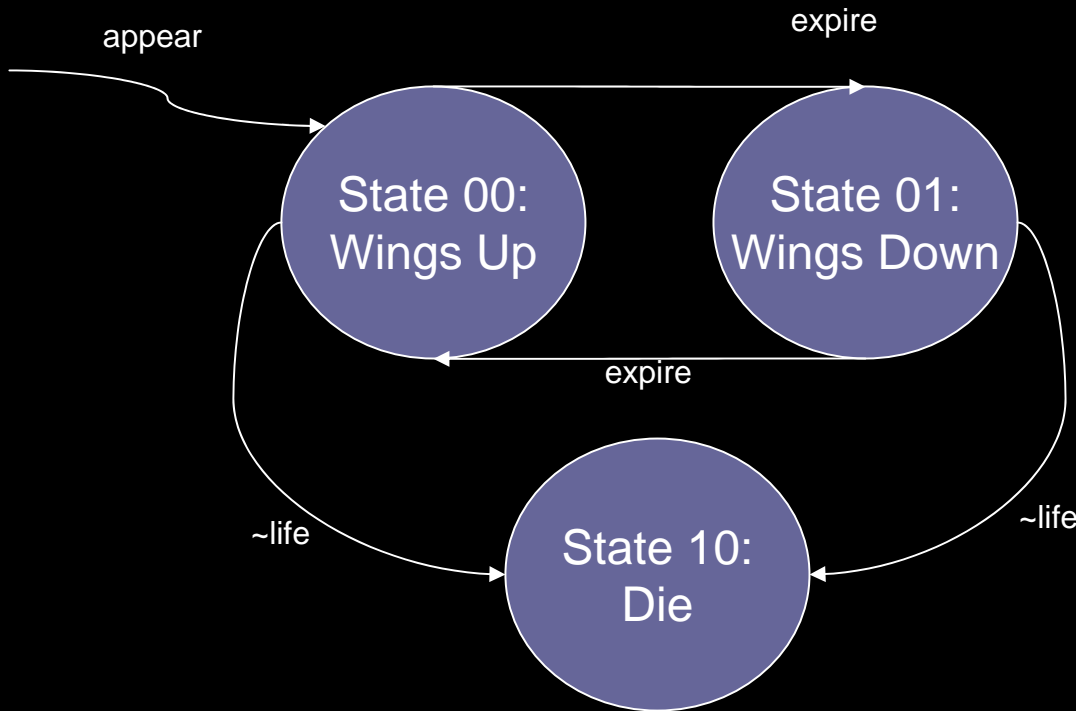 appear
expire
State 00:
Wings Up
State 01:
Wings Down
expire
~life
~life
State 10:
Die